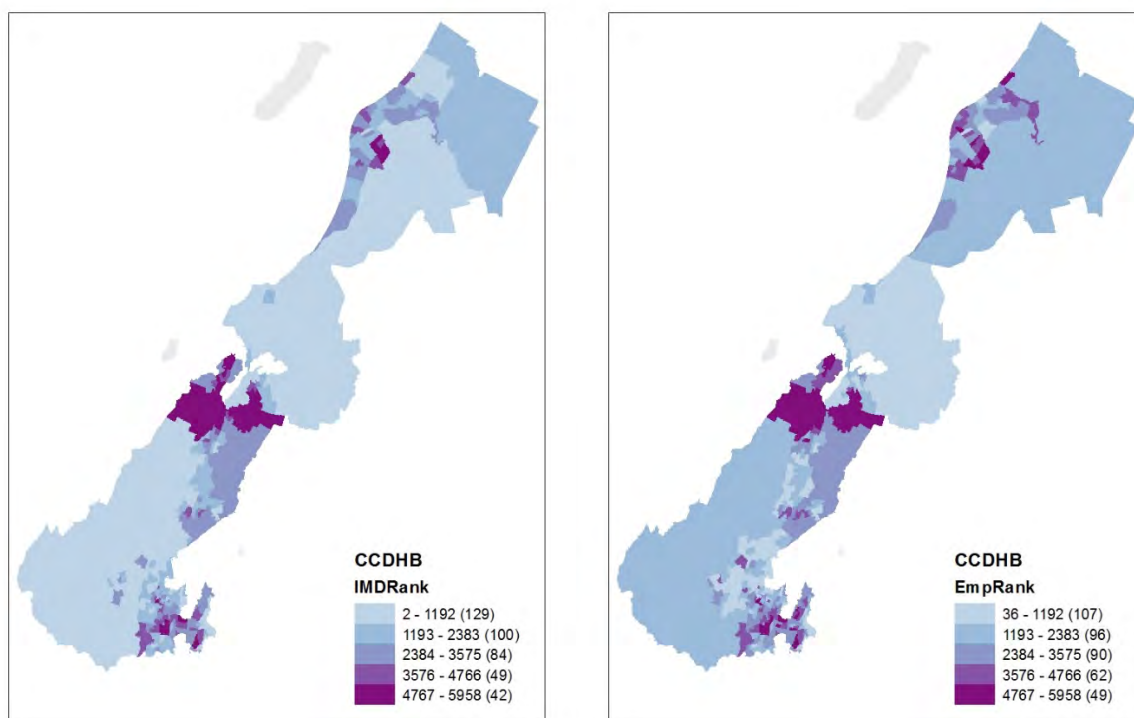 CCDHB
IMDRank
2 - 1192 (129)
1193 - 2383 (100)
2384 - 3575 (84)
3576 - 4766 (49)
4767 - 5958 (42)
CCDHB
EmpRank
36 - 1192 (107)
1193 - 2383 (96)
2384 - 3575 (90)
3576 - 4766 (62)
4767 - 5958 (49)